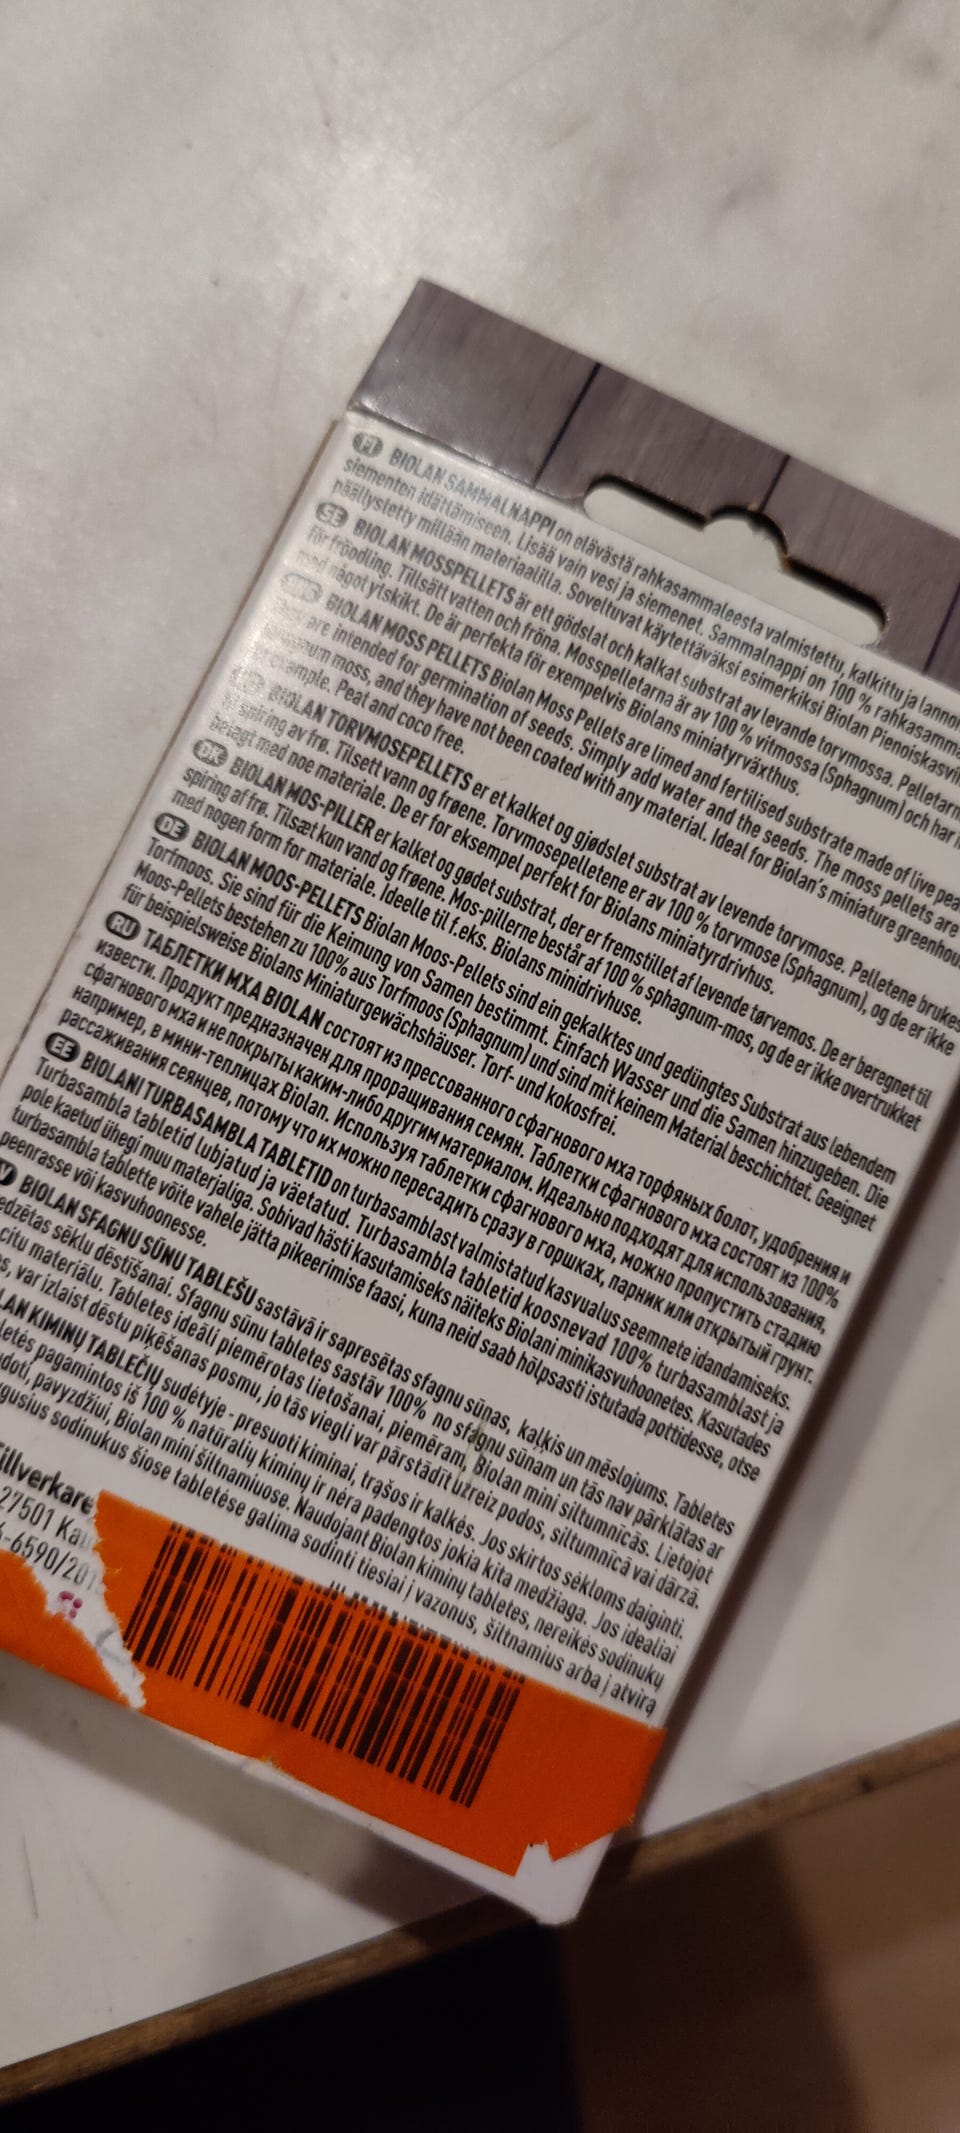 FI BIOLAN SAMMALNAPPI on elävästä rahkasammaleesta valmistettu, kalkittu ja
siementen idättämiseen. Lisää vain vesi ja siemenet. Sammalnappi on 100 %
päällystetty millään materiaalilla. Soveltuvat käytettäväksi esimerkiksi Biolan
SE BIOLAN MOSSPELLETS är ett gödslat och kalkat substrat av levande torvmossa.
för fröodling. Tillsätt vatten och fröna. Mosspelletarna är av 100 % vitmossa (Sphagnum) och har
med något ytskikt. De är perfekta för exempelvis Biolans miniatyrväxthus.
BIOLAN MOSS PELLETS Biolan Moss Pellets are limed and fertilised substrate made of live
are intended for germination of seeds. Simply add water and the seeds. The moss pellets are
moss, and they have not been coated with any material. Ideal for Biolan's miniature
example. Peat and coco free.
BIOLAN TORVMOSEPELLETS er et kalket og gjødslet substrat av levende torvmose. Pelletene
spiring av frø. Tilsett vann og frøene. Torvmosepelletene er av 100 % torvmose (Sphagnum), og de er ikke
belagt med noe materiale. De er for eksempel perfekt for Biolans miniatyrdrivhus.
DK BIOLAN MOS-PILLER er kalket og gødet substrat, der er fremstillet af levende tørvemos. De er beregnet til
spiring af frø. Tilsæt kun vand og frøene. Mos-pillerne består af 100 % sphagnum-mos, og de er ikke overtrukket
med nogen form for materiale. Ideelle til f.eks. Biolans minidrivhuse.
DE BIOLAN MOOS-PELLETS Biolan Moos-Pellets sind ein gekalktes und gedüngtes Substrat aus lebendem
Torfmoos. Sie sind für die Keimung von Samen bestimmt. Einfach Wasser und die Samen hinzugeben. Die
Moos-Pellets bestehen zu 100% aus Torfmoos (Sphagnum) und sind mit keinem Material beschichtet. Geeignet
für beispielsweise Biolans Miniaturgewächshäuser. Torf- und kokosfrei.
RU ТАБЛЕТКИ МХА BIOLAN состоят из прессованного сфагнового мха торфяных болот, удобрения и
извести. Продукт предназначен для проращивания семян. Таблетки сфагнового мха состоят из 100%
сфагнового мха и не покрыты каким-либо другим материалом. Идеально подходят для использования,
например, в мини-теплицах Biolan. Используя таблетки сфагнового мха, можно пропустить стадию
рассаживания сеянцев, потому что их можно пересадить сразу в горшках, парник или открытый грунт.
EE BIOLANI TURBASAMBLA TABLETID on turbasamblast valmistatud kasvualus seemnete idandamiseks.
Turbasambla tabletid lubjatud ja väetatud. Turbasambla tabletid koosnevad 100% turbasamblast ja
pole kaetud ühegi muu materjaliga. Sobivad hästi kasutamiseks näiteks Biolani minikasvuhoonetes. Kasutades
turbasambla tablette võite vahele jätta pikeerimise faasi, kuna neid saab hõlpsasti istutada pottidesse, otse
peenrasse või kasvuhoonesse.
BIOLAN SFAGNU SŪNU TABLEŠU sastāvā ir sapresētas sfagnu sūnas, kaļķis un mēslojums. Tabletes
sēklu dēstīšanai. Sfagnu sūnu tabletes sastāv 100% no sfagnu sūnam un tās nav pārklātas ar
citu materiālu. Tabletes ideāli piemērotas lietošanai, piemēram, Biolan mini siltumnīcās. Lietojot
var izlaist dēstu piķēšanas posmu, jo tās viegli var pārstādīt uzreiz podos, siltumnīcā vai dārzā.
KIMINŲ TABLEČIŲ sudėtyje - presuoti kiminai, trąšos ir kalkės. Jos skirtos sėkloms daiginti.
pagamintos iš 100 % natūralių kiminų ir nėra padengtos jokia kita medžiaga. Jos idealiai
pavyzdžiui, Biolan mini šiltnamiuose. Naudojant Biolan kiminų tabletes, nereikės sodinukų
sodinukus šiose tabletėse galima sodinti tiesiai į vazonus, šiltnamius arba į atvirą
27501
6590/201